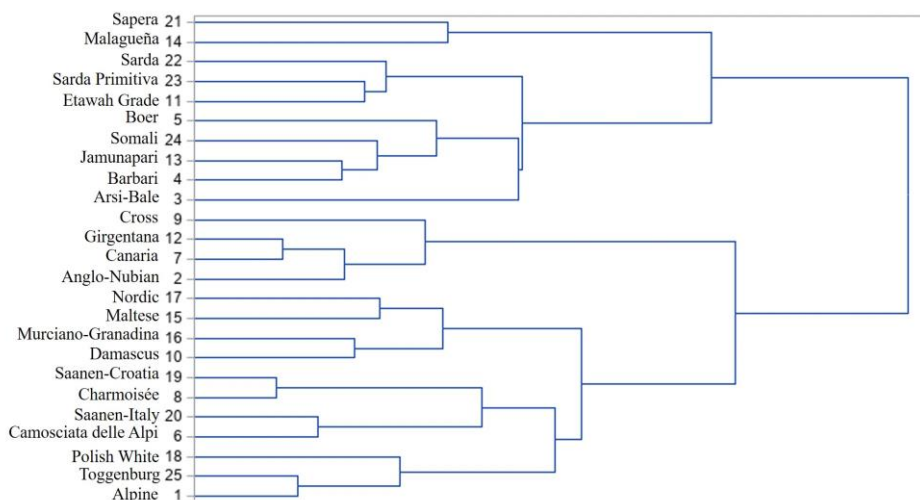 Sapera 21
Malagueña 14
Sarda 22
Sarda Primitiva 23
Etawah Grade 11
Boer 5
Somali 24
Jamunapari 13
Barbari 4
Arsi-Bale 3
Cross 9
Girgentana 12
Canaria 7
Anglo-Nubian 2
Nordic 17
Maltese 15
Murciano-Granadina 16
Damascus 10
Saanen-Croatia 19
Charmoisée 8
Saanen-Italy 20
Camosciata delle Alpi 6
Polish White 18
Toggenburg 25
Alpine 1